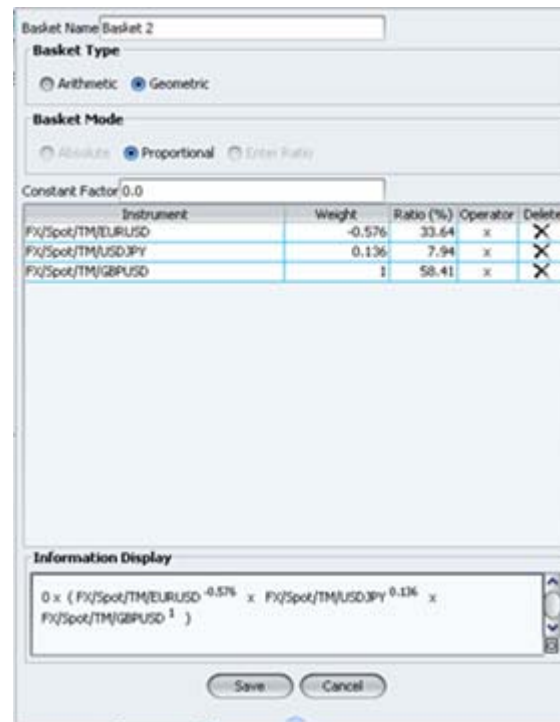 Basket Name Basket 2
Basket Type
Arithmetic Geometric
Basket Mode
Absolute Proportional Enter Ratio
Constant Factor 0.0
Instrument Weight Ratio (%) Operator Delete
FX/Spot/TM/EURUSD -0.576 33.64 x X
FX/Spot/TM/USDJPY 0.136 7.94 x X
FX/Spot/TM/GBPUSD 1 58.41 x X
Information Display
0 x ( FX/Spot/TM/EURUSD -0.576 x FX/Spot/TM/USDJPY 0.136 x
FX/Spot/TM/GBPUSD 1 )
Save Cancel